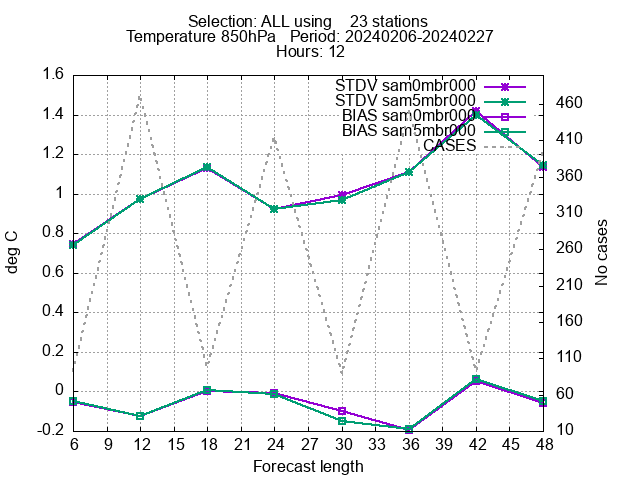 Selection: ALL using 23 stations
Temperature 850hPa Period: 20240206-20240227
Hours: 12
STDV sam0mbr000
STDV sam5mbr000
BIAS sam0mbr000
BIAS sam5mbr000
CASES
1.6
1.4
1.2
1
0.8
0.6
0.4
0.2
0
-0.2
deg C
460
410
360
310
260
210
160
110
60
10
No cases
6 9 12 15 18 21 24 27 30 33 36 39 42 45 48
Forecast length